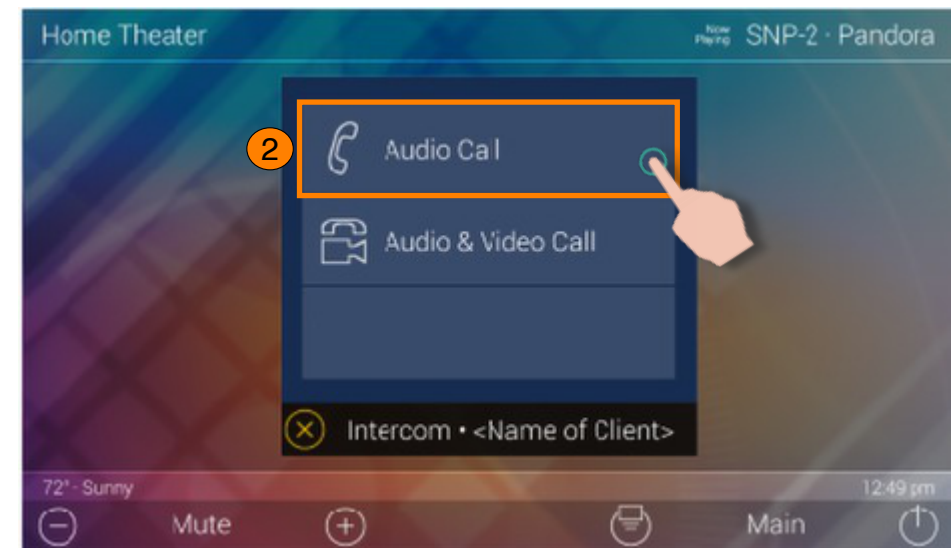 Home Theater
Now Playing SNP-2 · Pandora
2
Audio Call
Audio & Video Call
Intercom • <Name of Client>
72° - Sunny
12:49 pm
Mute
Main